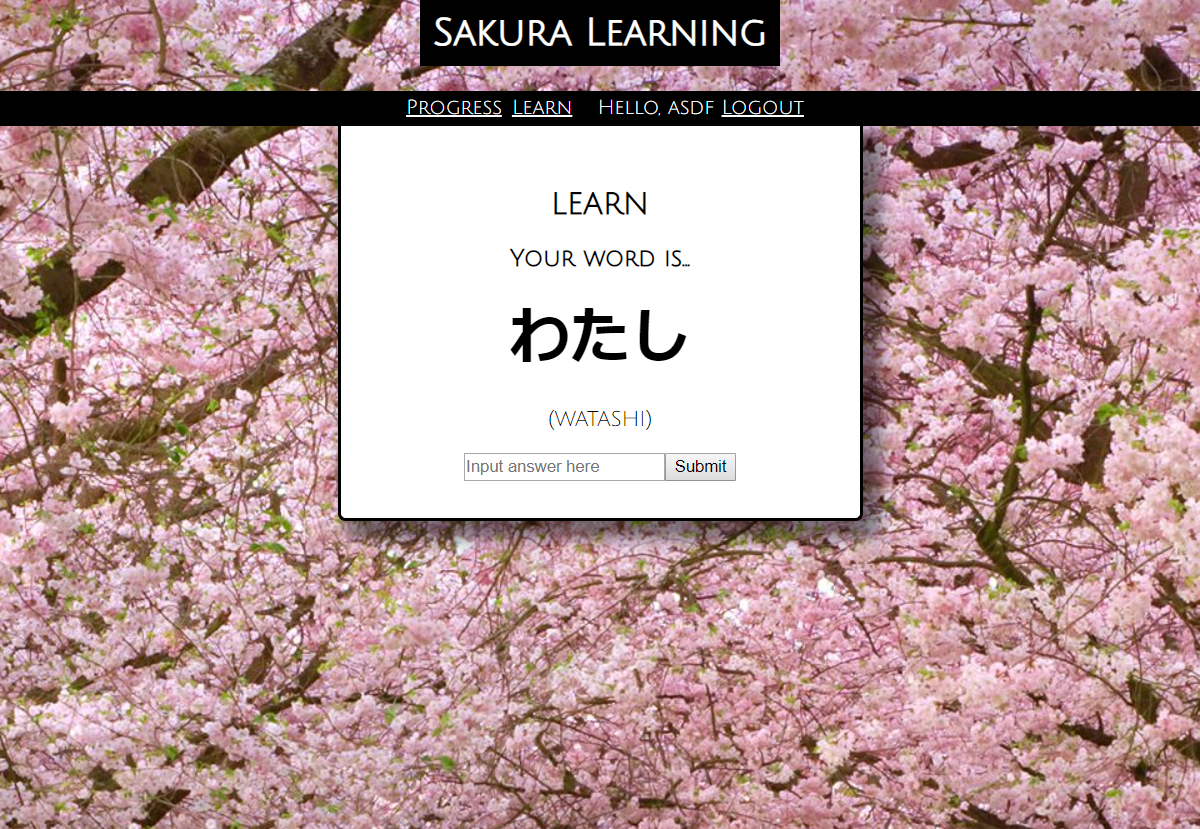 Sakura Learning
Progress Learn Hello, asdf Logout
LEARN
Your word is...
わたし
(WATASHI)
Input answer here Submit